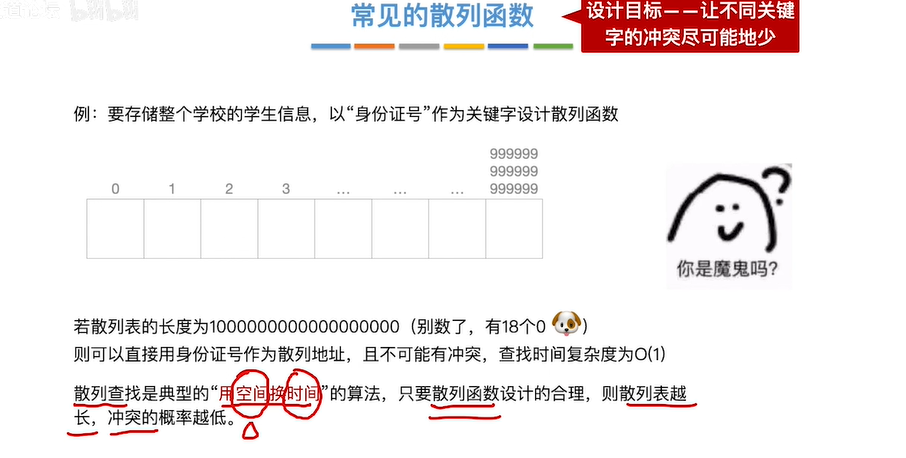 常见的散列函数
设计目标——让不同关键
字的冲突尽可能地少
例：要存储整个学校的学生信息，以“身份证号”作为关键字设计散列函数
999999
999999
0 1 2 3 ... ... ... 999999
你是魔鬼吗？
若散列表的长度为1000000000000000000（别数了，有18个0 🐶）
则可以直接用身份证号作为散列地址，且不可能有冲突，查找时间复杂度为O(1)
散列查找是典型的“用空间换时间”的算法，只要散列函数设计的合理，则散列表越
长，冲突的概率越低。